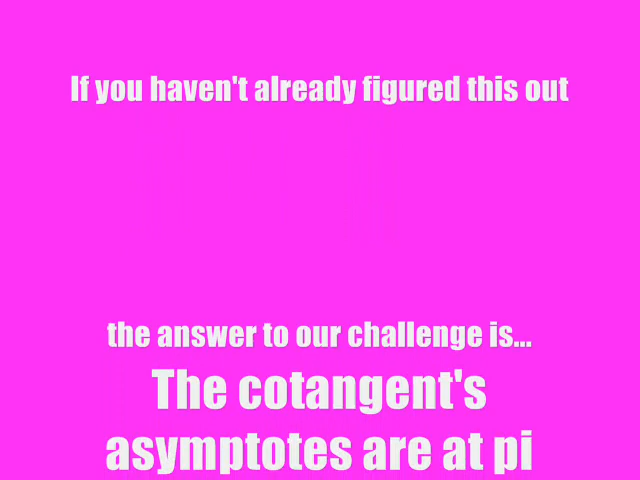 If you haven't already figured this out
the answer to our challenge is...
The cotangent's
asymptotes are at pi